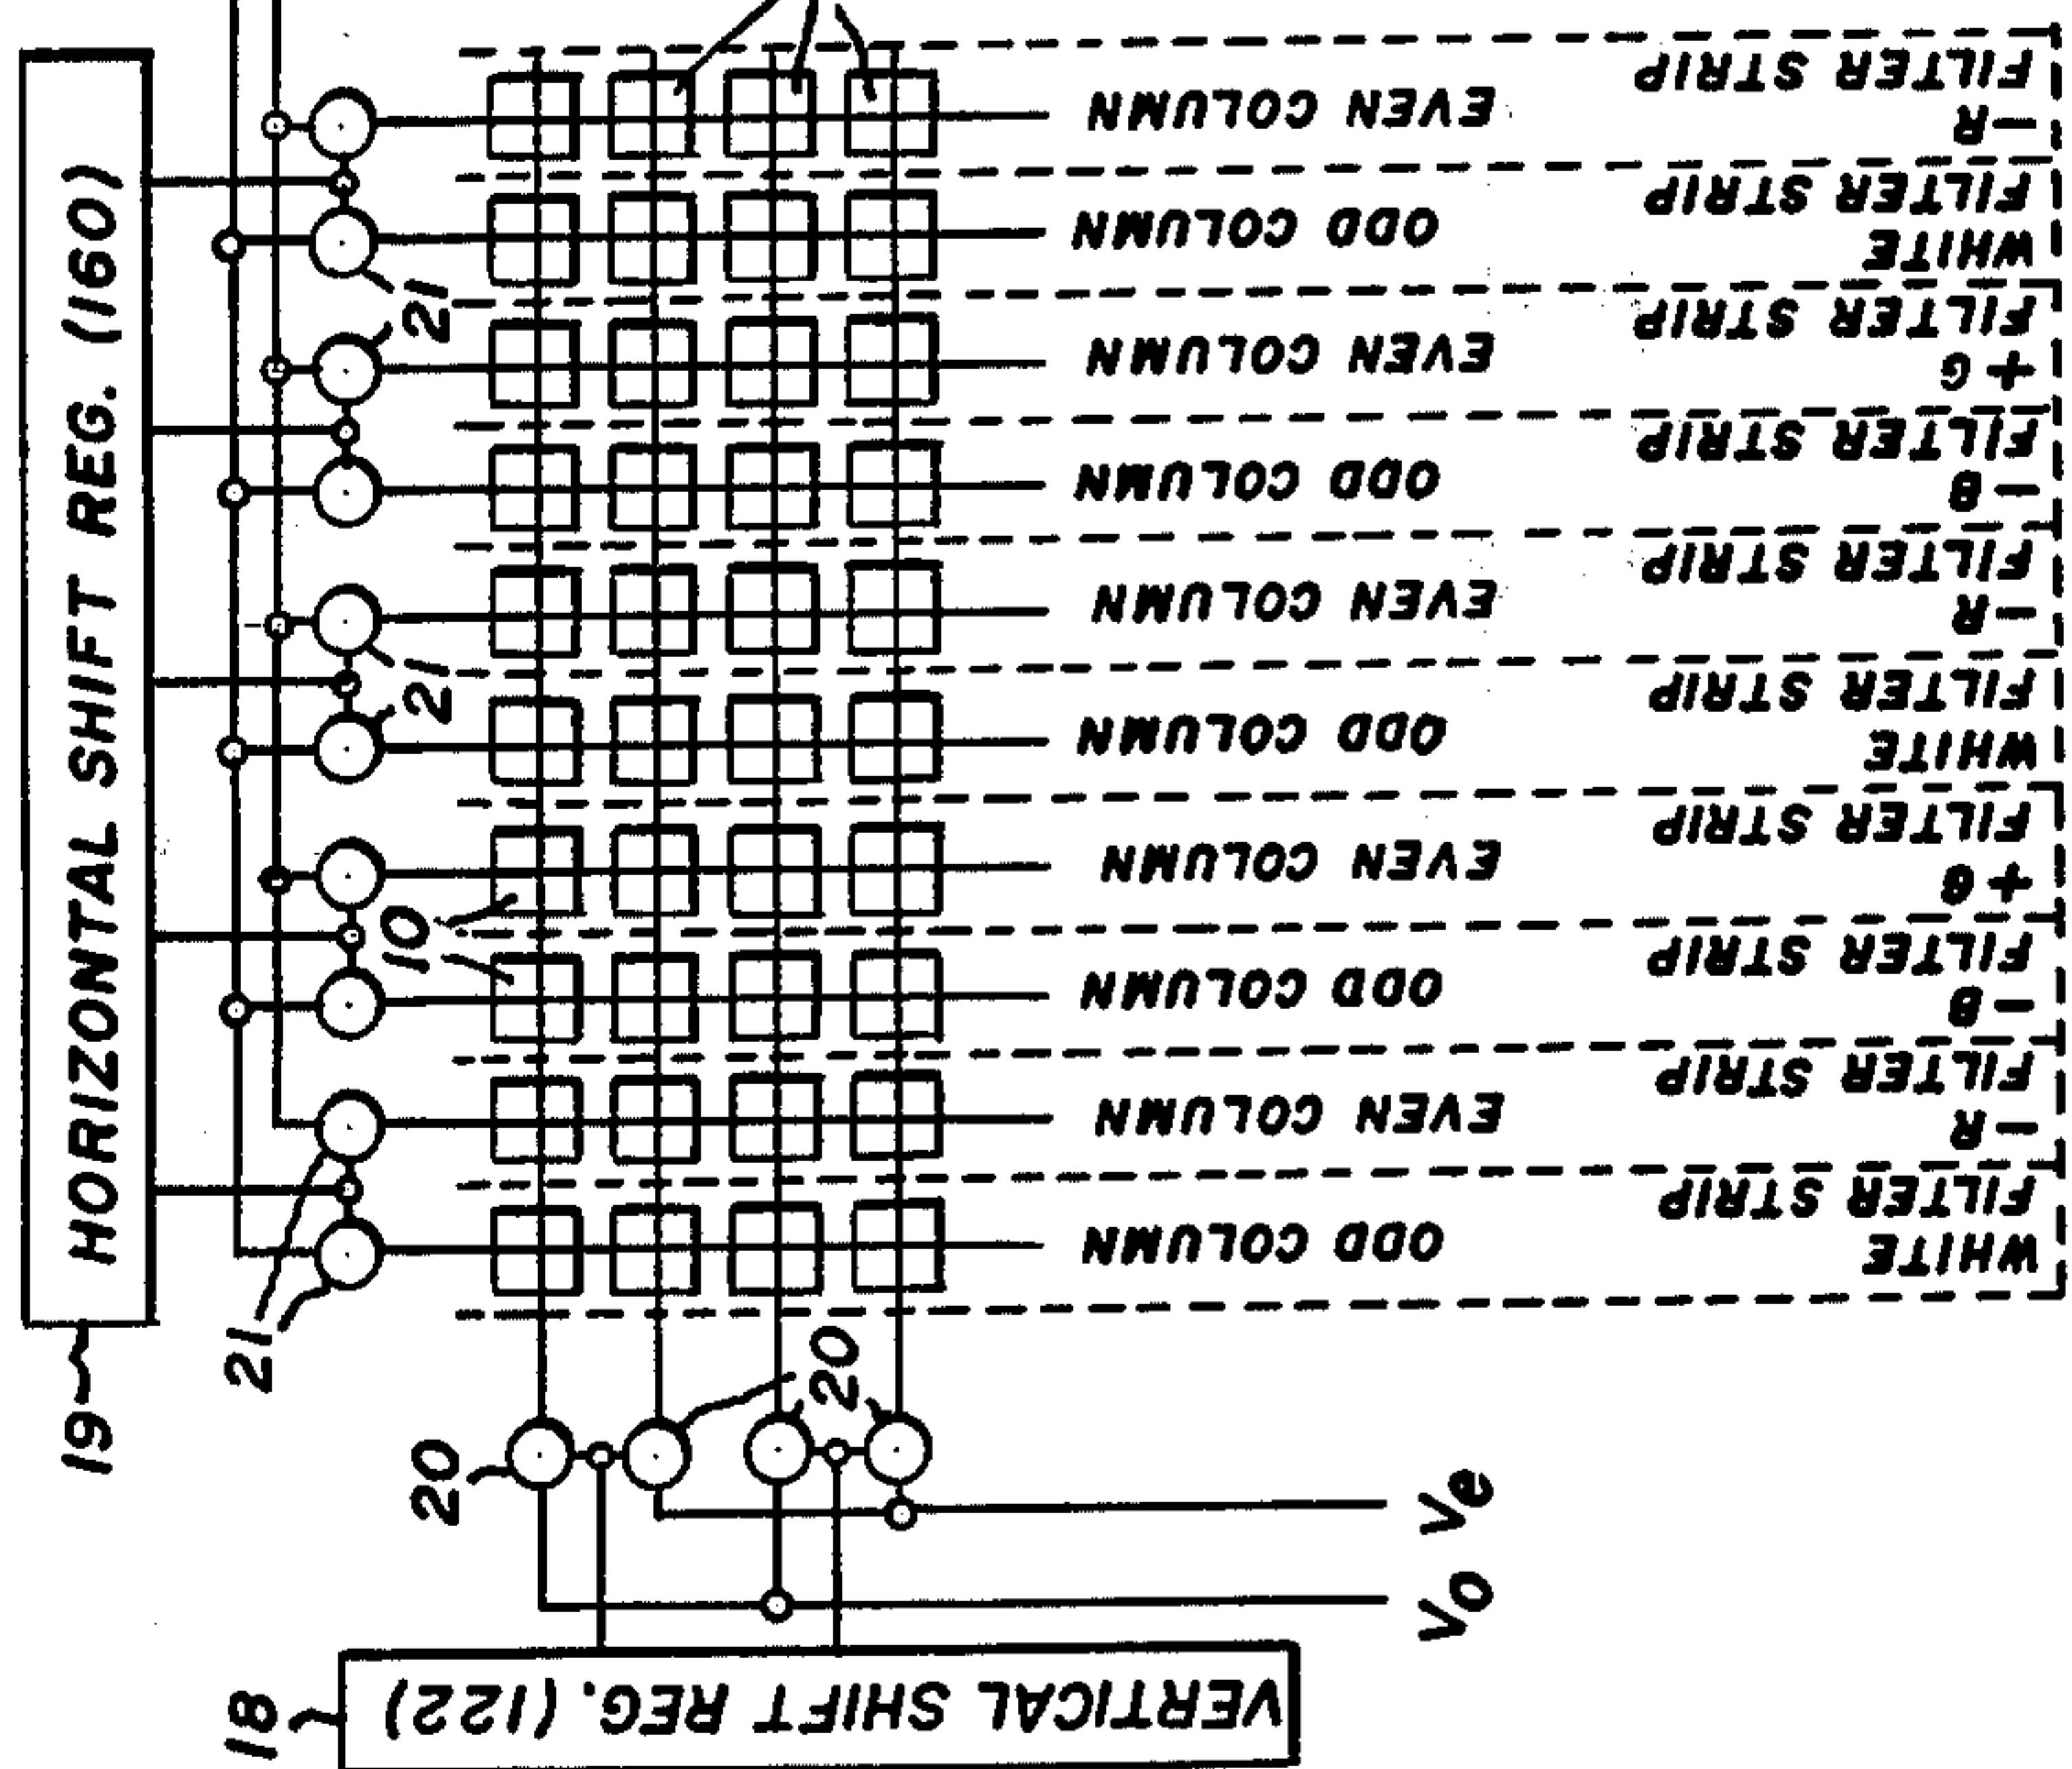 19
HORIZONTAL SHIFT REG. (160)
18
21
20
10
21
21
20
VERTICAL SHIFT REG. (122)
Vo
Ve
ODD COLUMN
EVEN COLUMN
ODD COLUMN
EVEN COLUMN
ODD COLUMN
EVEN COLUMN
ODD COLUMN
EVEN COLUMN
ODD COLUMN
EVEN COLUMN
WHITE
FILTER STRIP
-R
FILTER STRIP
-B
FILTER STRIP
+G
FILTER STRIP
WHITE
FILTER STRIP
-R
FILTER STRIP
-B
FILTER STRIP
+G
FILTER STRIP
WHITE
FILTER STRIP
-R
FILTER STRIP